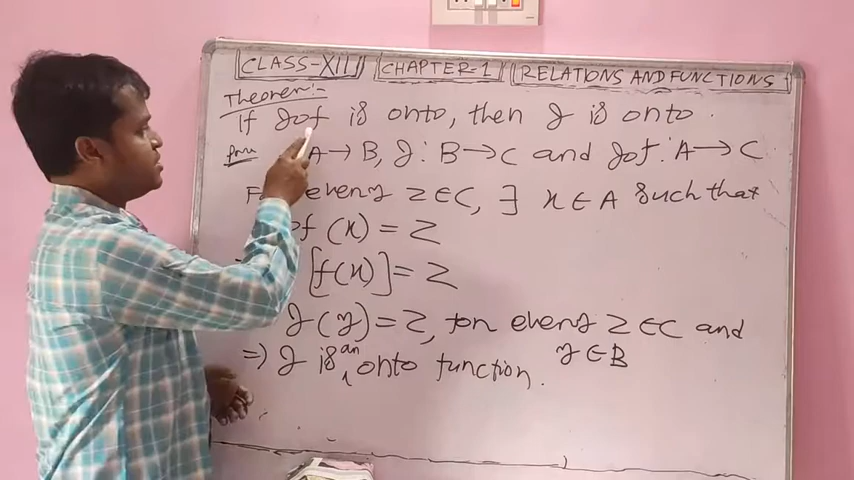 CLASS-XII CHAPTER-1 RELATIONS AND FUNCTIONS
Theorem:-
If gof is onto, then g is onto.
A→B, g: B→C and gof: A→C
For every z∈C, ∃ x∈A such that
of (x) = z
[f(x)] = z
g(y) = z, for every z∈C and
y∈B
=) g is an onto function.